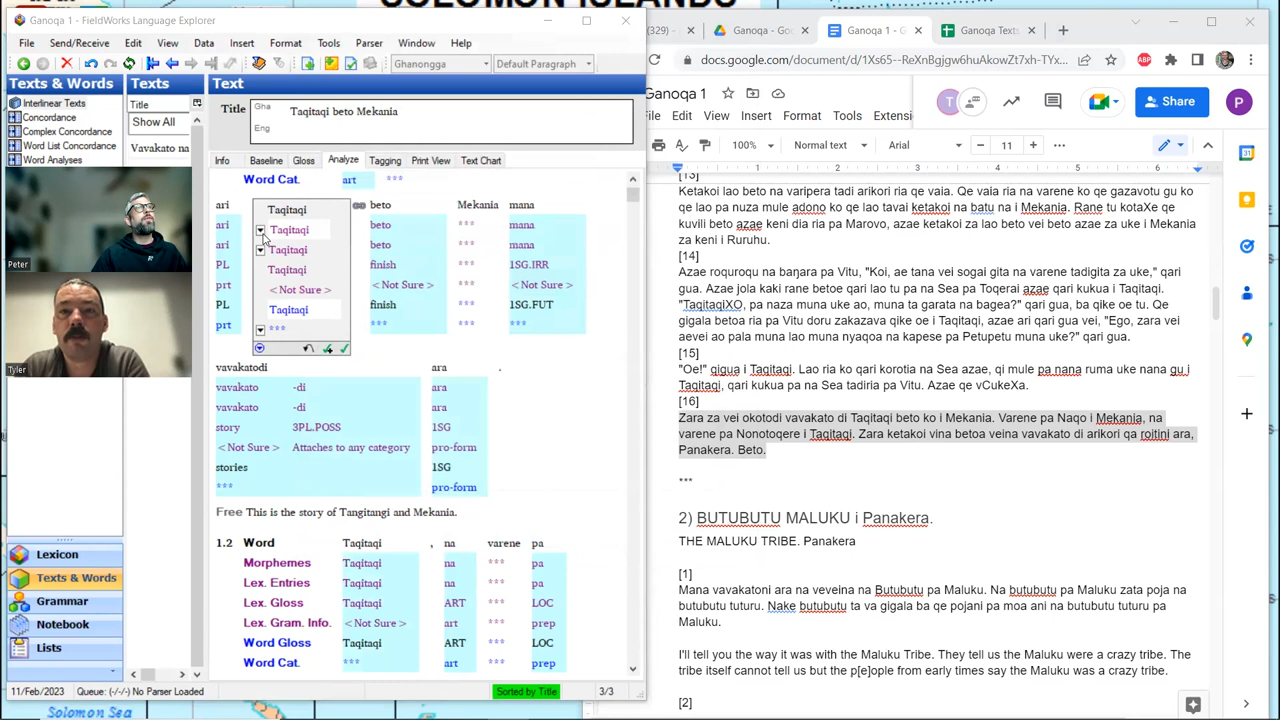 SOLOMON ISLANDS
Ganoqa 1 - FieldWorks Language Explorer
File Send/Receive Edit View Data Insert Format Tools Parser Window Help
Ghanongga Default Paragraph
Texts & Words
Interlinear Texts
Concordance
Complex Concordance
Word List Concordance
Word Analyses
Peter
Tyler
Lexicon
Texts & Words
Grammar
Notebook
Lists
Texts
Title
Show All
Vavakato na
Text
Title Gha Taqitaqi beto Mekania
Eng
Info Baseline Gloss Analyze Tagging Print View Text Chart
Word Cat. art ***
ari Taqitaqi beto Mekania mana
ari Taqitaqi beto *** mana
ari Taqitaqi beto *** mana
PL Taqitaqi finish *** 1SG.IRR
prt <Not Sure> <Not Sure> *** <Not Sure>
PL Taqitaqi finish *** 1SG.FUT
prt *** *** *** ***
vavakatodi ara .
vavakato -di ara
vavakato -di ara
story 3PL.POSS 1SG
<Not Sure> Attaches to any category pro-form
stories 1SG
*** pro-form
Free This is the story of Tangitangi and Mekania.
1.2 Word Taqitaqi , na varene pa
Morphemes Taqitaqi na *** pa
Lex. Entries Taqitaqi na *** pa
Lex. Gloss Taqitaqi ART *** LOC
Lex. Gram. Info. <Not Sure> art *** prep
Word Gloss Taqitaqi ART *** LOC
Word Cat. *** art *** prep
11/Feb/2023 Queue: (-/-/-) No Parser Loaded Sorted by Title 3/3
Solomon Sea
(329) - Ganoqa - Goo Ganoqa 1 - G Ganoqa Texts
docs.google.com/document/d/1Xs65--ReXnBgjgw6huAkowZt7sh-TYx...
Ganoqa 1
File Edit View Insert Format Tools Extensi
Share P
100% Normal text Arial 11
1 2 3 4 5 6 7
[13]
Ketakoi lao beto na varipera tadi arikori ria qe vaia. Qe vaia ria na varene ko qe gazavotu gu ko
qe lao pa nuza mule adono ko qe lao tavai ketakoi na batu na i Mekania. Rane tu kotaXe qe
kuvili beto azae keni dia ria pa Marovo, azae ketakoi za lao beto azae za uke i Mekania
za keni i Ruruhu.
[14]
Azae roquroqu na baŋara pa Vitu, "Koi, ae tana vei sogai gita na varene tadigita za uke," qari
gua. Azae jola kaki rane betoe qari lao tu pa na Sea pa Toqerai azae qari kukua i Taqitaqi.
"TaqitaqiXO, pa za muna uke ao, muna ta garata na bagea?" qari gua, ba qike oe tu. Qe
gigala betoa ria pa Vitu doru zakazava qike oe i Taqitaqi, azae ari qari gua vei, "Ego, zara vei
aevei ao pala muna lao muna nyaqoa na kapese pa Petupetu muna uke?" qari gua.
[15]
"Oe!" qigua i Taqitaqi. Lao ria ko qari korotia na Sea azae, qi mule pa nana ruma uke nana gu i
Taqitaqi, qari kukua pa na Sea tadiria pa Vitu. Azae qe vCukeXa.
[16]
Zara za vei okotodi vavakato di Taqitaqi beto ko i Mekania. Varene pa Naqo i Mekania, na
varene pa Nonotoqere i Taqitaqi. Zara ketakoi vina betoa veina vavakato di arikori qa roitini ara,
Panakera. Beto.
***
2) BUTUBUTU MALUKU i Panakera.
THE MALUKU TRIBE. Panakera
[1]
Mana vavakatoni ara na veveina na Butubutu pa Maluku. Na butubutu pa Maluku zata poja na
butubutu tuturu. Nake butubutu ta va gigala ba qe pojani pa moa ani na butubutu tuturu pa
Maluku.
I'll tell you the way it was with the Maluku Tribe. They tell us the Maluku were a crazy tribe. The
tribe itself cannot tell us but the p[e]ople from early times say the Maluku was a crazy tribe.
[2]